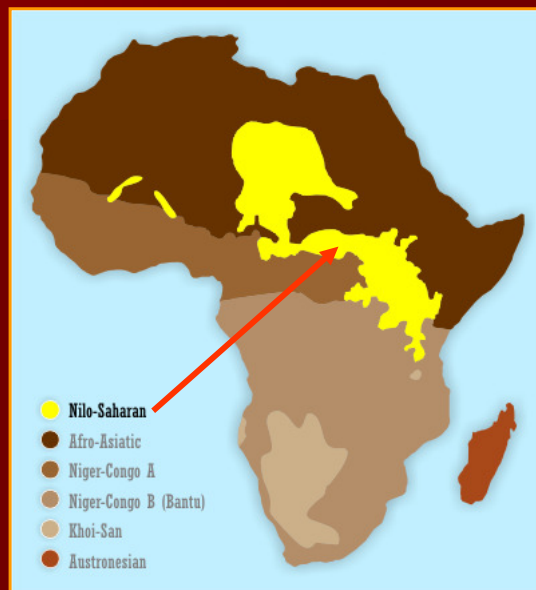 Nilo-Saharan
Afro-Asiatic
Niger-Congo A
Niger-Congo B (Bantu)
Khoi-San
Austronesian